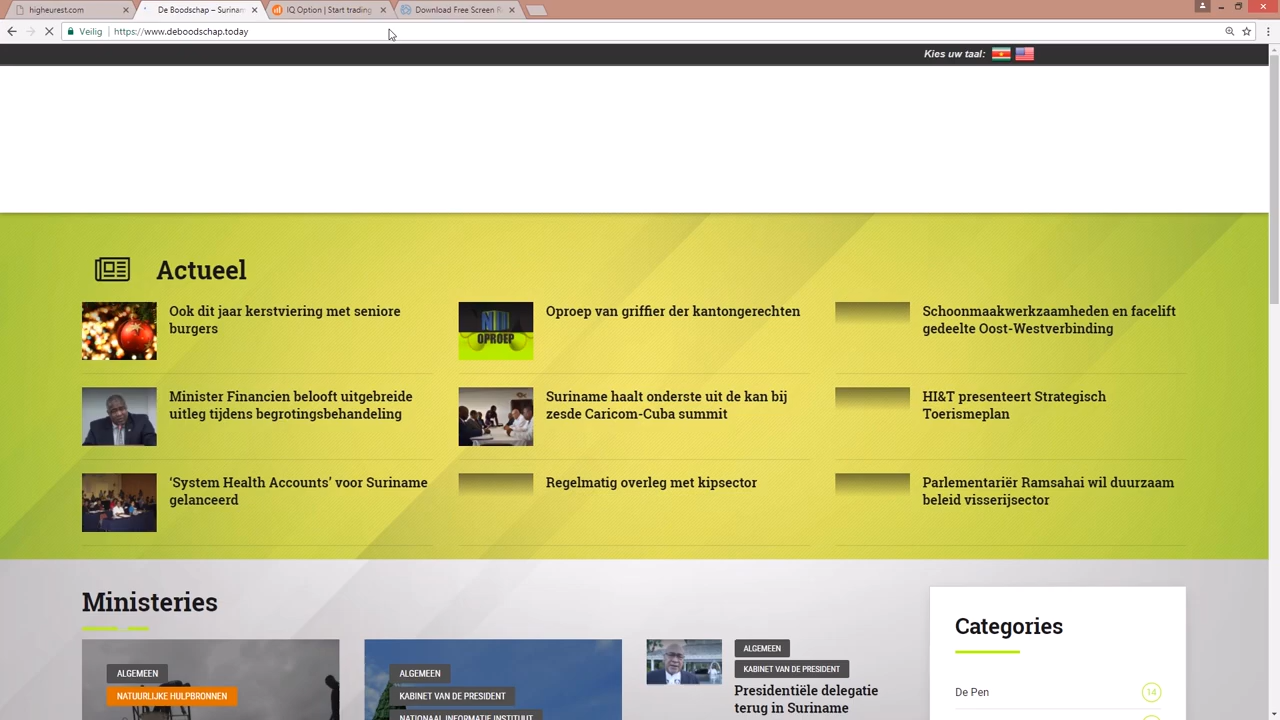 higheurest.com
De Boodschap – Surinam
IQ Option | Start trading
Download Free Screen R
Veilig
https://www.deboodschap.today
Kies uw taal:
Actueel
Ook dit jaar kerstviering met seniore
burgers
OPROEP
Oproep van griffier der kantongerechten
Schoonmaakwerkzaamheden en facelift
gedeelte Oost-Westverbinding
Minister Financien belooft uitgebreide
uitleg tijdens begrotingsbehandeling
Suriname haalt onderste uit de kan bij
zesde Caricom-Cuba summit
HI&T presenteert Strategisch
Toerismeplan
‘System Health Accounts’ voor Suriname
gelanceerd
Regelmatig overleg met kipsector
Parlementariër Ramsahai wil duurzaam
beleid visserijsector
Ministeries
ALGEMEEN
NATUURLIJKE HULPBRONNEN
ALGEMEEN
KABINET VAN DE PRESIDENT
NATIONAAL INFORMATIE INSTITUUT
ALGEMEEN
KABINET VAN DE PRESIDENT
Presidentiële delegatie
terug in Suriname
Categories
De Pen
14